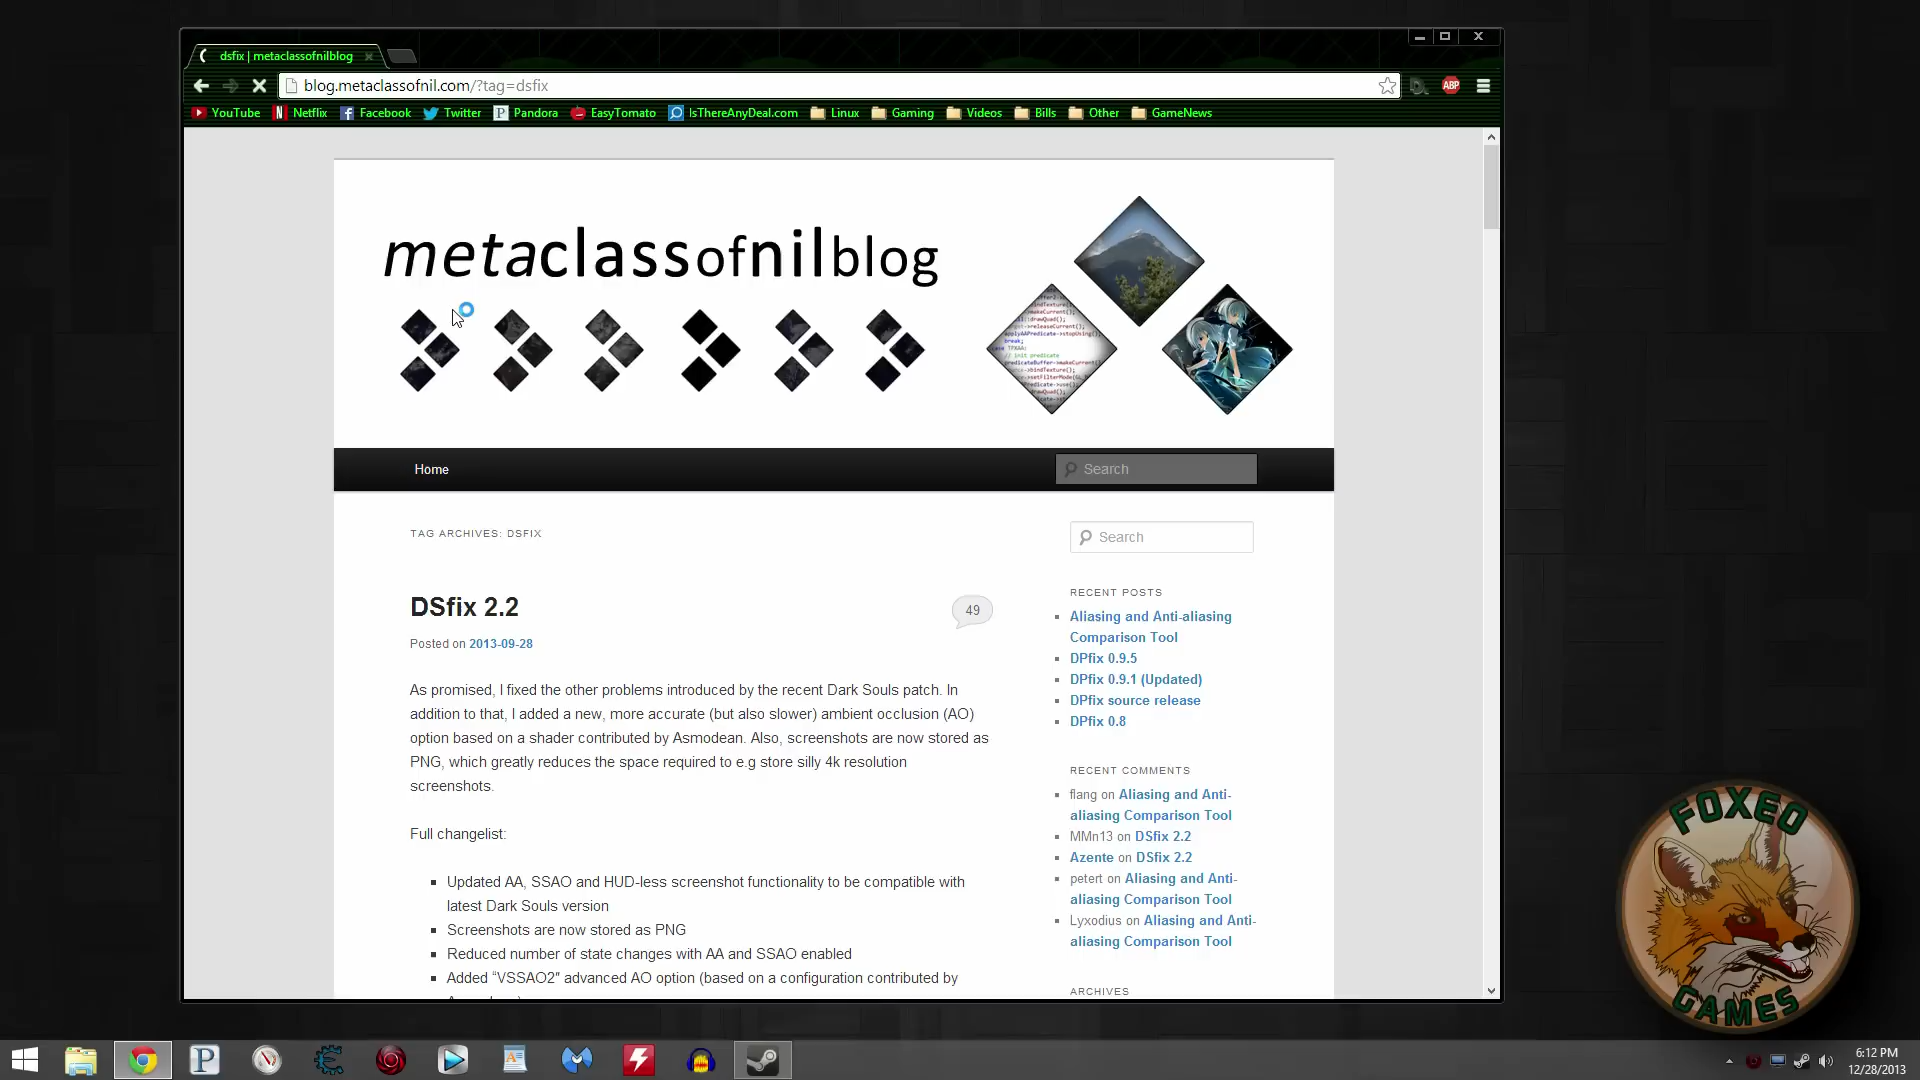 dsfix | metaclassofnilblog
blog.metaclassofnil.com/?tag=dsfix
ABP
YouTube Netflix Facebook Twitter Pandora EasyTomato IsThereAnyDeal.com Linux Gaming Videos Bills Other GameNews
metaclassofnilblog
Home
Search
TAG ARCHIVES: DSFIX
DSfix 2.2
49
Posted on 2013-09-28
As promised, I fixed the other problems introduced by the recent Dark Souls patch. In
addition to that, I added a new, more accurate (but also slower) ambient occlusion (AO)
option based on a shader contributed by Asmodean. Also, screenshots are now stored as
PNG, which greatly reduces the space required to e.g store silly 4k resolution
screenshots.
Full changelist:
Updated AA, SSAO and HUD-less screenshot functionality to be compatible with
latest Dark Souls version
Screenshots are now stored as PNG
Reduced number of state changes with AA and SSAO enabled
Added “VSSAO2″ advanced AO option (based on a configuration contributed by
Search
RECENT POSTS
Aliasing and Anti-aliasing
Comparison Tool
DPfix 0.9.5
DPfix 0.9.1 (Updated)
DPfix source release
DPfix 0.8
RECENT COMMENTS
flang on Aliasing and Anti-
aliasing Comparison Tool
MMn13 on DSfix 2.2
Azente on DSfix 2.2
petert on Aliasing and Anti-
aliasing Comparison Tool
Lyxodius on Aliasing and Anti-
aliasing Comparison Tool
ARCHIVES
FOXEO
GAMES
6:12 PM
12/28/2013